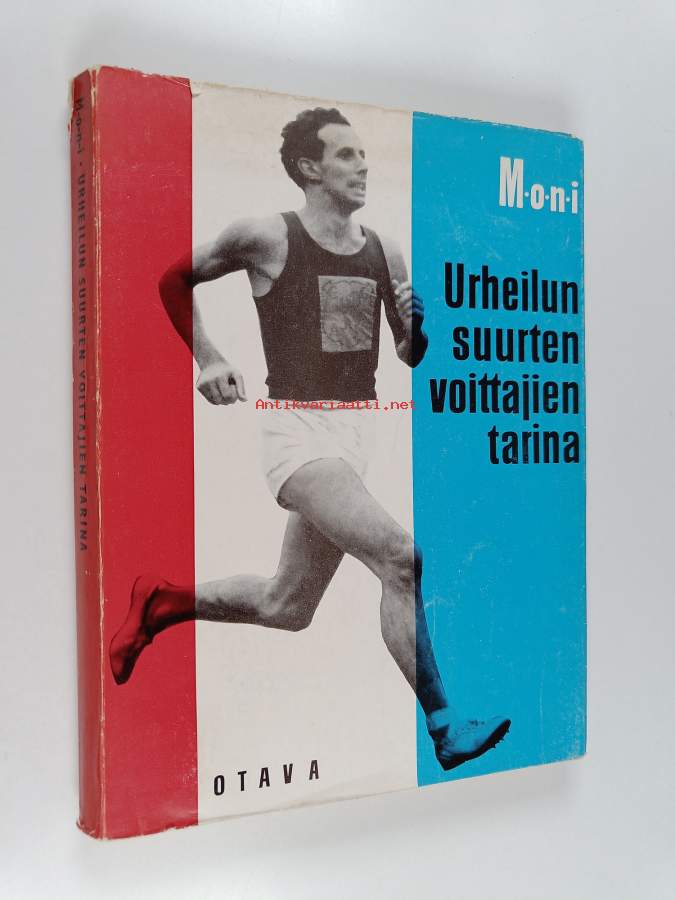 M·o·n·i · URHEILUN SUURTEN VOITTAJIEN TARINA
M·o·n·i
Urheilun
suurten
voittajien
tarina
Antikvariaatti.net
OTAVA